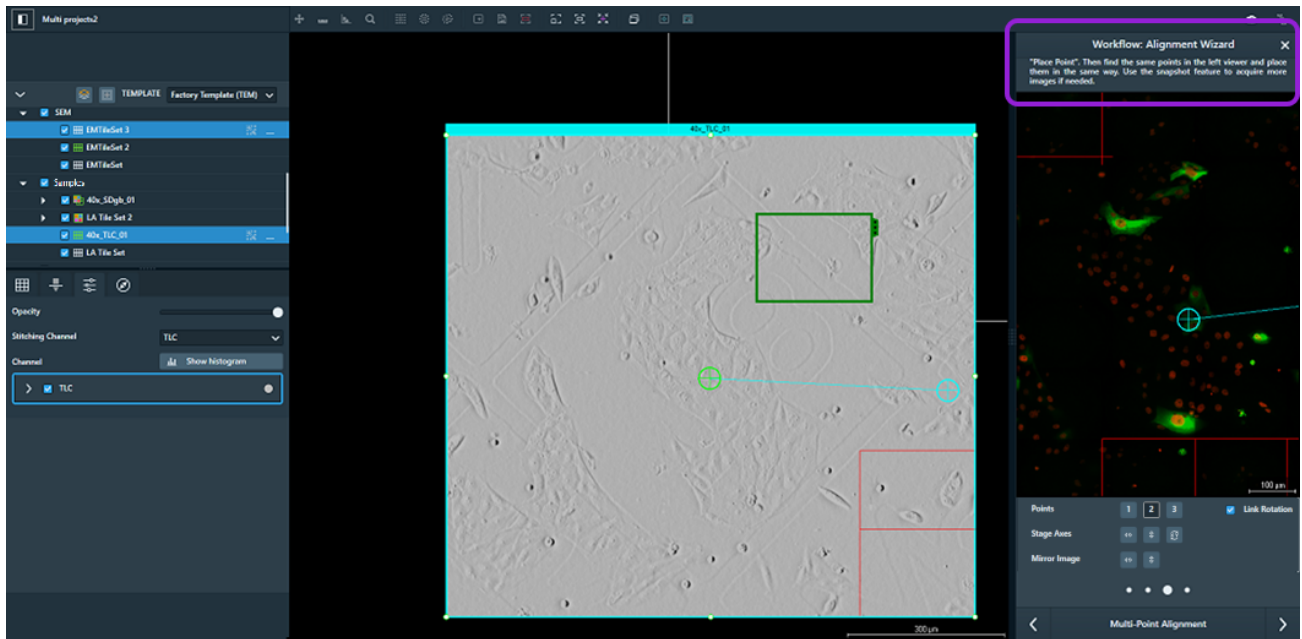 Multi projects2
Workflow: Alignment Wizard
"Place Point". Then find the same points in the left viewer and place
them in the same way. Use the snapshot feature to acquire more
images if needed.
TEMPLATE Factory Template (TEM)
SEM
EMTileSet 3
EMTileSet 2
EMTileSet
Samples
40x_SDgb_01
LA Tile Set 2
40x_TLC_01
LA Tile Set
Opacity
Stitching Channel TLC
Channel Show histogram
TLC
40x_TLC_01
300 µm
100 µm
Points 1 2 3 Link Rotation
Stage Axes
Mirror Image
Multi-Point Alignment